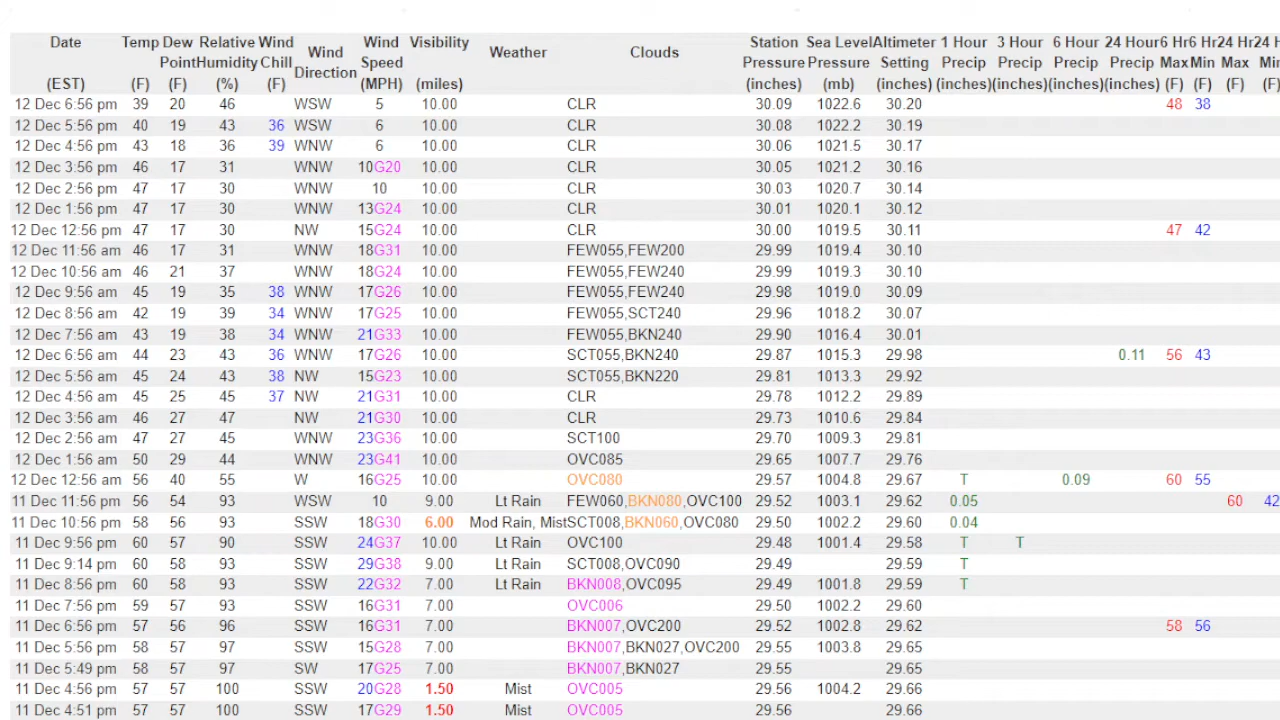 Date Temp Dew Relative Wind Wind Wind Visibility Weather Clouds Station Sea Level Altimeter 1 Hour 3 Hour 6 Hour 24 Hour 6 Hr 6 Hr 24 Hr 24 H
Point Humidity Chill Direction Speed Pressure Pressure Setting Precip Precip Precip Precip Max Min Max Min
(EST) (F) (F) (%) (F) (MPH) (miles) (inches) (mb) (inches) (inches) (inches) (inches) (inches) (F) (F) (F) (F)
12 Dec 6:56 pm 39 20 46 WSW 5 10.00 CLR 30.09 1022.6 30.20 48 38
12 Dec 5:56 pm 40 19 43 36 WSW 6 10.00 CLR 30.08 1022.2 30.19
12 Dec 4:56 pm 43 18 36 39 WNW 6 10.00 CLR 30.06 1021.5 30.17
12 Dec 3:56 pm 46 17 31 WNW 10G20 10.00 CLR 30.05 1021.2 30.16
12 Dec 2:56 pm 47 17 30 WNW 10 10.00 CLR 30.03 1020.7 30.14
12 Dec 1:56 pm 47 17 30 WNW 13G24 10.00 CLR 30.01 1020.1 30.12
12 Dec 12:56 pm 47 17 30 NW 15G24 10.00 CLR 30.00 1019.5 30.11 47 42
12 Dec 11:56 am 46 17 31 WNW 18G31 10.00 FEW055,FEW200 29.99 1019.4 30.10
12 Dec 10:56 am 46 21 37 WNW 18G24 10.00 FEW055,FEW240 29.99 1019.3 30.10
12 Dec 9:56 am 45 19 35 38 WNW 17G26 10.00 FEW055,FEW240 29.98 1019.0 30.09
12 Dec 8:56 am 42 19 39 34 WNW 17G25 10.00 FEW055,SCT240 29.96 1018.2 30.07
12 Dec 7:56 am 43 19 38 34 WNW 21G33 10.00 FEW055,BKN240 29.90 1016.4 30.01
12 Dec 6:56 am 44 23 43 36 WNW 17G26 10.00 SCT055,BKN240 29.87 1015.3 29.98 0.11 56 43
12 Dec 5:56 am 45 24 43 38 NW 15G23 10.00 SCT055,BKN220 29.81 1013.3 29.92
12 Dec 4:56 am 45 25 45 37 NW 21G31 10.00 CLR 29.78 1012.2 29.89
12 Dec 3:56 am 46 27 47 NW 21G30 10.00 CLR 29.73 1010.6 29.84
12 Dec 2:56 am 47 27 45 WNW 23G36 10.00 SCT100 29.70 1009.3 29.81
12 Dec 1:56 am 50 29 44 WNW 23G41 10.00 OVC085 29.65 1007.7 29.76
12 Dec 12:56 am 56 40 55 W 16G25 10.00 OVC080 29.57 1004.8 29.67 T 0.09 60 55
11 Dec 11:56 pm 56 54 93 WSW 10 9.00 Lt Rain FEW060,BKN080,OVC100 29.52 1003.1 29.62 0.05 60 42
11 Dec 10:56 pm 58 56 93 SSW 18G30 6.00 Mod Rain, Mist SCT008,BKN060,OVC080 29.50 1002.2 29.60 0.04
11 Dec 9:56 pm 60 57 90 SSW 24G37 10.00 Lt Rain OVC100 29.48 1001.4 29.58 T T
11 Dec 9:14 pm 60 58 93 SSW 29G38 9.00 Lt Rain SCT008,OVC090 29.49 29.59 T
11 Dec 8:56 pm 60 58 93 SSW 22G32 7.00 Lt Rain BKN008,OVC095 29.49 1001.8 29.59 T
11 Dec 7:56 pm 59 57 93 SSW 16G31 7.00 OVC006 29.50 1002.2 29.60
11 Dec 6:56 pm 57 56 96 SSW 16G31 7.00 BKN007,OVC200 29.52 1002.8 29.62 58 56
11 Dec 5:56 pm 58 57 97 SSW 15G28 7.00 BKN007,BKN027,OVC200 29.55 1003.8 29.65
11 Dec 5:49 pm 58 57 97 SW 17G25 7.00 BKN007,BKN027 29.55 29.65
11 Dec 4:56 pm 57 57 100 SSW 20G28 1.50 Mist OVC005 29.56 1004.2 29.66
11 Dec 4:51 pm 57 57 100 SSW 17G29 1.50 Mist OVC005 29.56 29.66